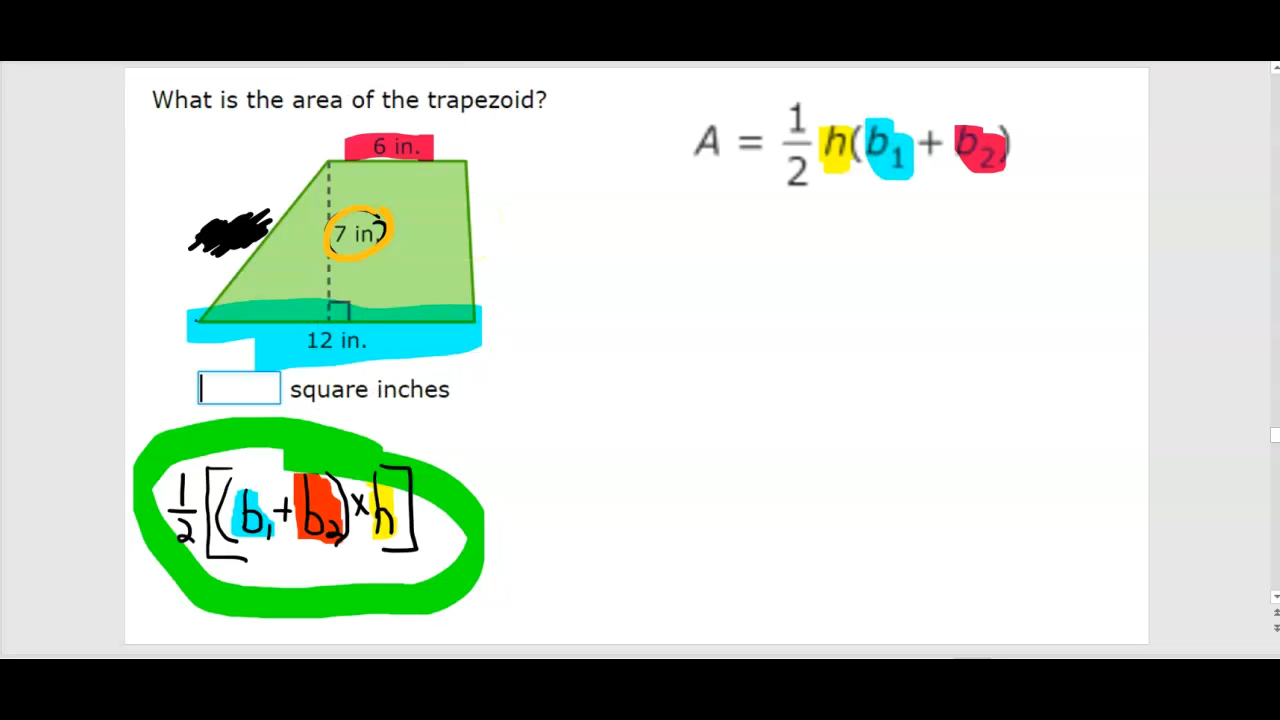 What is the area of the trapezoid?
6 in.
A = 1/2 h(b₁ + b₂)
7 in.
12 in.
square inches
1/2 [(b₁ + b₂) × h]